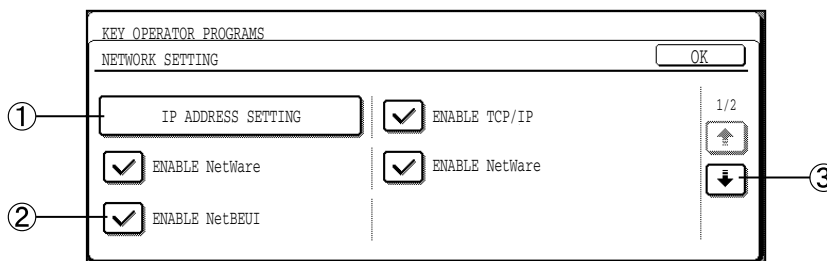 KEY OPERATOR PROGRAMS
NETWORK SETTING
OK
1 IP ADDRESS SETTING
ENABLE TCP/IP
1/2
ENABLE NetWare
ENABLE NetWare
3
2 ENABLE NetBEUI